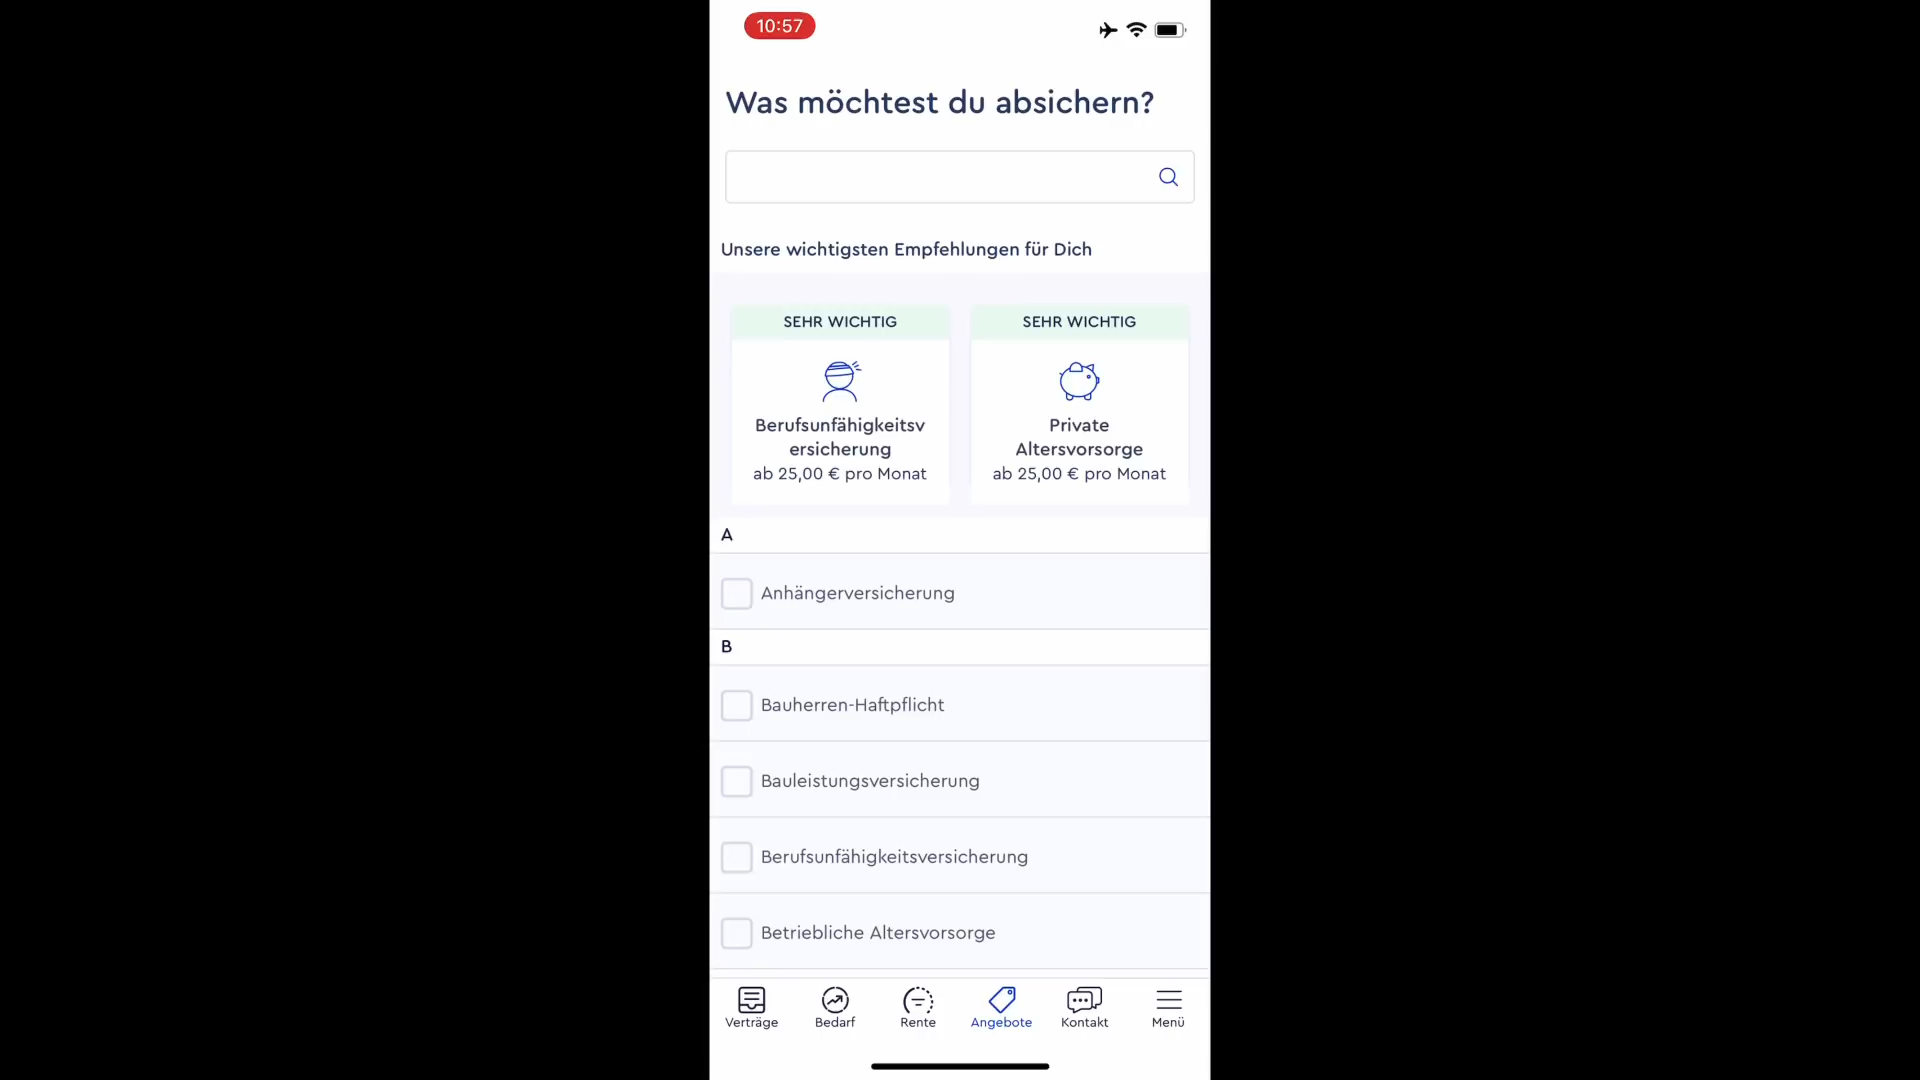 10:57
Was möchtest du absichern?
Unsere wichtigsten Empfehlungen für Dich
SEHR WICHTIG
Berufsunfähigkeitsv
ersicherung
ab 25,00 € pro Monat
SEHR WICHTIG
Private
Altersvorsorge
ab 25,00 € pro Monat
A
Anhängerversicherung
B
Bauherren-Haftpflicht
Bauleistungsversicherung
Berufsunfähigkeitsversicherung
Betriebliche Altersvorsorge
Verträge
Bedarf
Rente
Angebote
Kontakt
Menü